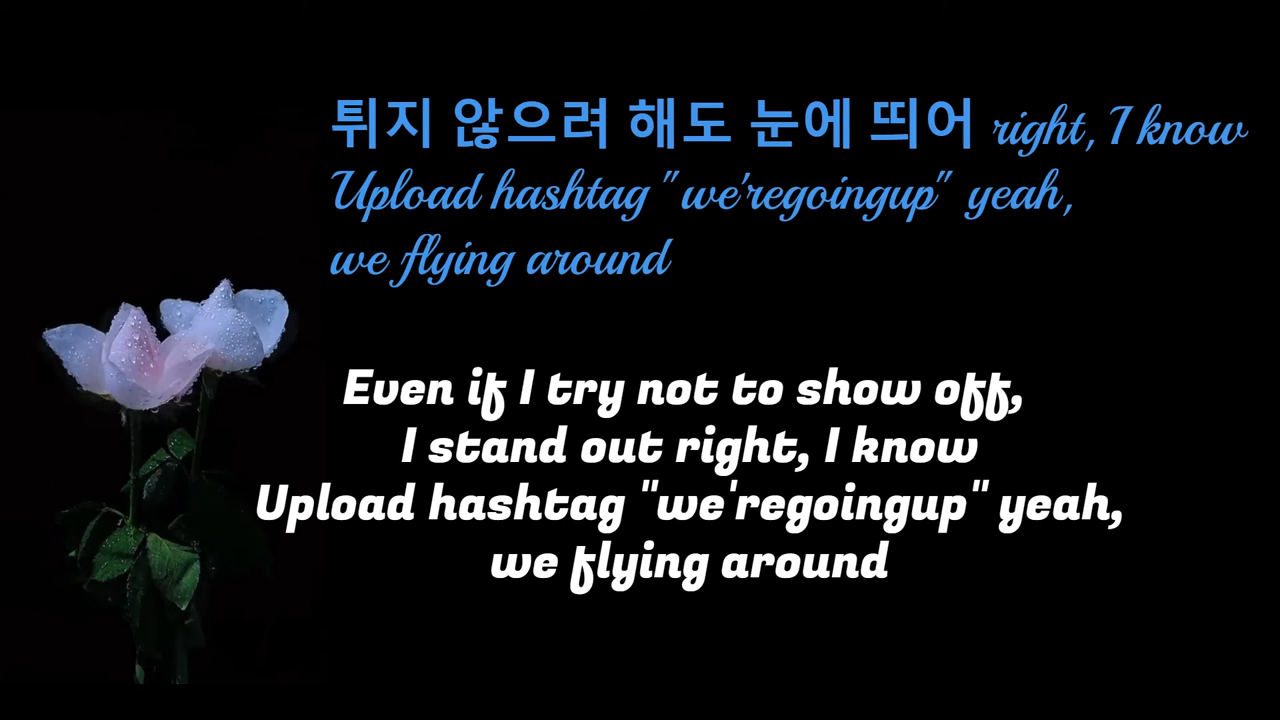 튀지 않으려 해도 눈에 띄어 right, I know
Upload hashtag "we'regoingup" yeah,
we flying around
Even if I try not to show off,
I stand out right, I know
Upload hashtag "we'regoingup" yeah,
we flying around